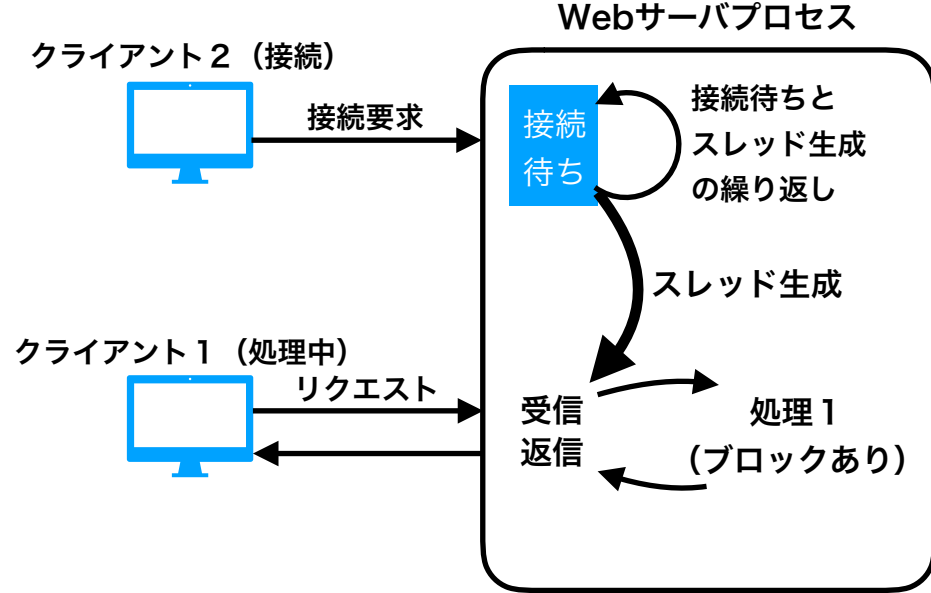 Webサーバプロセス
クライアント２（接続）
接続要求
接続
待ち
接続待ちと
スレッド生成
の繰り返し
スレッド生成
クライアント１（処理中）
リクエスト
受信
返信
処理１
（ブロックあり）